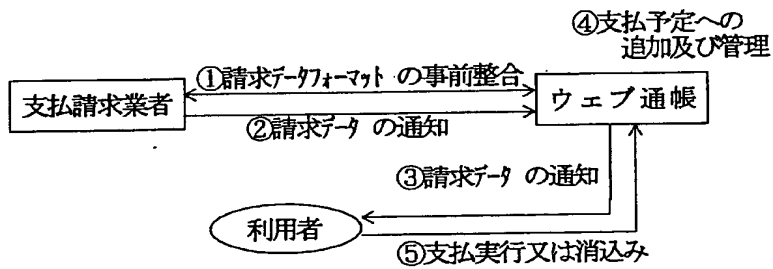 ④支払予定への
追加及び管理
①請求データフォーマット の事前整合
支払請求業者
ウェブ通帳
②請求データ の通知
③請求データ の通知
利用者
⑤支払実行又は消込み